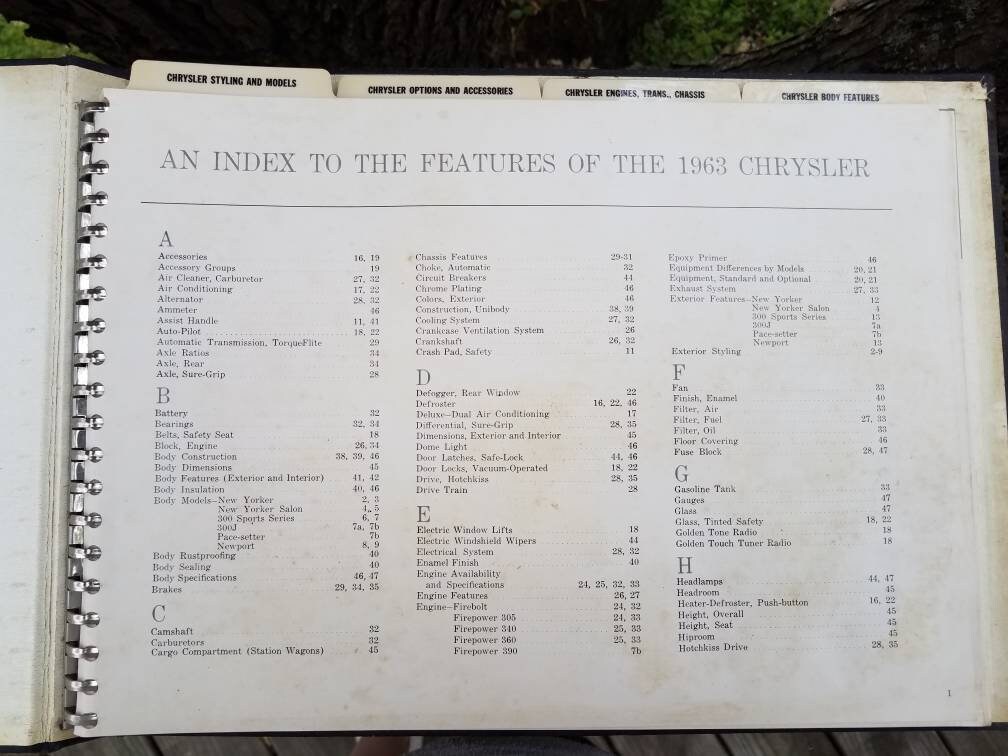 CHRYSLER STYLING AND MODELS
CHRYSLER OPTIONS AND ACCESSORIES
CHRYSLER ENGINES, TRANS., CHASSIS
CHRYSLER BODY FEATURES
AN INDEX TO THE FEATURES OF THE 1963 CHRYSLER
A
Accessories 16, 19
Accessory Groups 19
Air Cleaner, Carburetor 27, 32
Air Conditioning 17, 22
Alternator 28, 32
Ammeter 46
Assist Handle 11, 41
Auto-Pilot 18, 22
Automatic Transmission, TorqueFlite 29
Axle Ratios 34
Axle, Rear 34
Axle, Sure-Grip 28
B
Battery 32
Bearings 32, 34
Belts, Safety Seat 18
Block, Engine 26, 34
Body Construction 38, 39, 46
Body Dimensions 45
Body Features (Exterior and Interior) 41, 42
Body Insulation 40, 46
Body Models—New Yorker 2, 3
New Yorker Salon 4, 5
300 Sports Series 6, 7
300J 7a, 7b
Pace-setter 7b
Newport 8, 9
Body Rustproofing 40
Body Sealing 40
Body Specifications 46, 47
Brakes 29, 34, 35
C
Camshaft 32
Carburetors 32
Cargo Compartment (Station Wagons) 45
Chassis Features 29-31
Choke, Automatic 32
Circuit Breakers 44
Chrome Plating 46
Colors, Exterior 46
Construction, Unibody 38, 39
Cooling System 27, 32
Crankcase Ventilation System 26
Crankshaft 26, 32
Crash Pad, Safety 11
D
Defogger, Rear Window 22
Defroster 16, 22, 46
Deluxe—Dual Air Conditioning 17
Differential, Sure-Grip 28, 35
Dimensions, Exterior and Interior 45
Dome Light 46
Door Latches, Safe-Lock 44, 46
Door Locks, Vacuum-Operated 18, 22
Drive, Hotchkiss 28, 35
Drive Train 28
E
Electric Window Lifts 18
Electric Windshield Wipers 44
Electrical System 28, 32
Enamel Finish 40
Engine Availability
and Specifications 24, 25, 32, 33
Engine Features 26, 27
Engine—Firebolt 24, 32
Firepower 305 24, 33
Firepower 340 25, 33
Firepower 360 25, 33
Firepower 390 7b
Epoxy Primer 46
Equipment Differences by Models 20, 21
Equipment, Standard and Optional 20, 21
Exhaust System 27, 33
Exterior Features—New Yorker 12
New Yorker Salon 4
300 Sports Series 13
300J 7a
Pace-setter 7b
Newport 13
Exterior Styling 2-9
F
Fan 33
Finish, Enamel 40
Filter, Air 33
Filter, Fuel 27, 33
Filter, Oil 33
Floor Covering 46
Fuse Block 28, 47
G
Gasoline Tank 33
Gauges 47
Glass 47
Glass, Tinted Safety 18, 22
Golden Tone Radio 18
Golden Touch Tuner Radio 18
H
Headlamps 44, 47
Headroom 45
Heater-Defroster, Push-button 16, 22
Height, Overall 45
Height, Seat 45
Hiproom 45
Hotchkiss Drive 28, 35
1